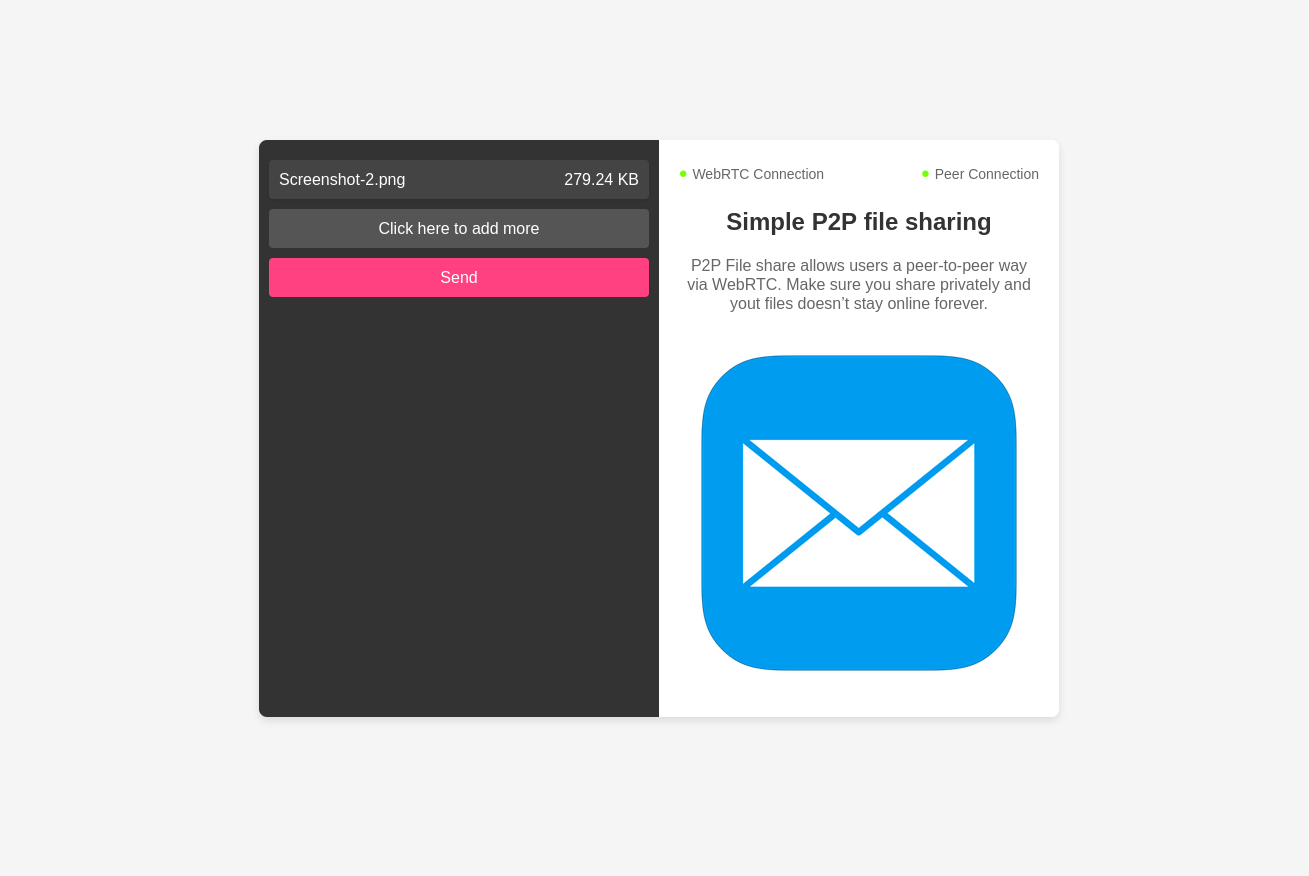 Screenshot-2.png 279.24 KB
Click here to add more
Send
WebRTC Connection Peer Connection
Simple P2P file sharing
P2P File share allows users a peer-to-peer way
via WebRTC. Make sure you share privately and
yout files doesn’t stay online forever.